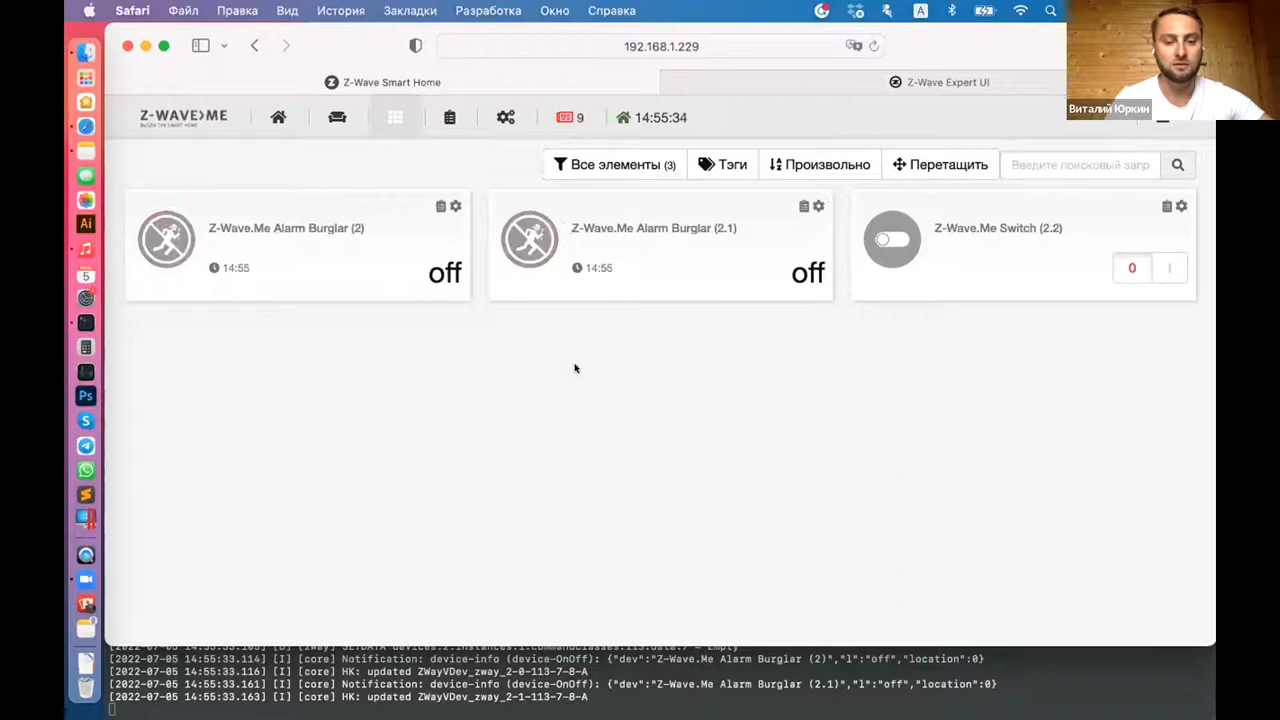 Safari Файл Правка Вид История Закладки Разработка Окно Справка
A
192.168.1.229
Z-Wave Smart Home
Z-Wave Expert UI
Виталий Юркин
Z-WAVE>ME
9
14:55:34
Все элементы (3)
Тэги
Произвольно
Перетащить
Введите поисковый запр
Z-Wave.Me Alarm Burglar (2)
14:55
off
Z-Wave.Me Alarm Burglar (2.1)
14:55
off
Z-Wave.Me Switch (2.2)
0 I
Ai
5
Ps
[2022-07-05 14:55:33.114] [I] [core] Notification: device-info (device-OnOff): {"dev":"Z-Wave.Me Alarm Burglar (2)","l":"off","location":0}
[2022-07-05 14:55:33.116] [I] [core] HK: updated ZWayVDev_zway_2-0-113-7-8-A
[2022-07-05 14:55:33.161] [I] [core] Notification: device-info (device-OnOff): {"dev":"Z-Wave.Me Alarm Burglar (2.1)","l":"off","location":0}
[2022-07-05 14:55:33.163] [I] [core] HK: updated ZWayVDev_zway_2-1-113-7-8-A